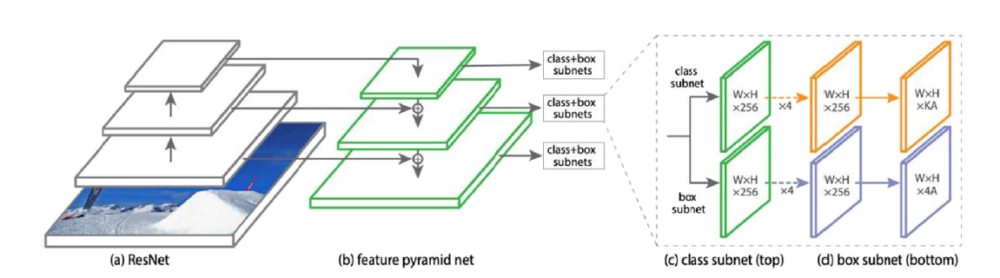 class+box
subnets
class+box
subnets
class+box
subnets
class
subnet
W×H
×256
×4
W×H
×256
W×H
×KA
box
subnet
W×H
×256
×4
W×H
×256
W×H
×4A
(a) ResNet
(b) feature pyramid net
(c) class subnet (top)
(d) box subnet (bottom)